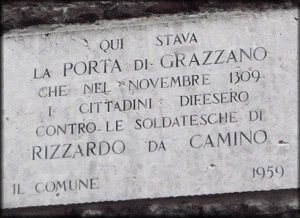 QUI STAVA
LA PORTA DI GRAZZANO
CHE NEL NOVEMBRE 1309
I CITTADINI DIFESERO
CONTRO LE SOLDATESCHE DI
RIZZARDO DA CAMINO
IL COMUNE 1959